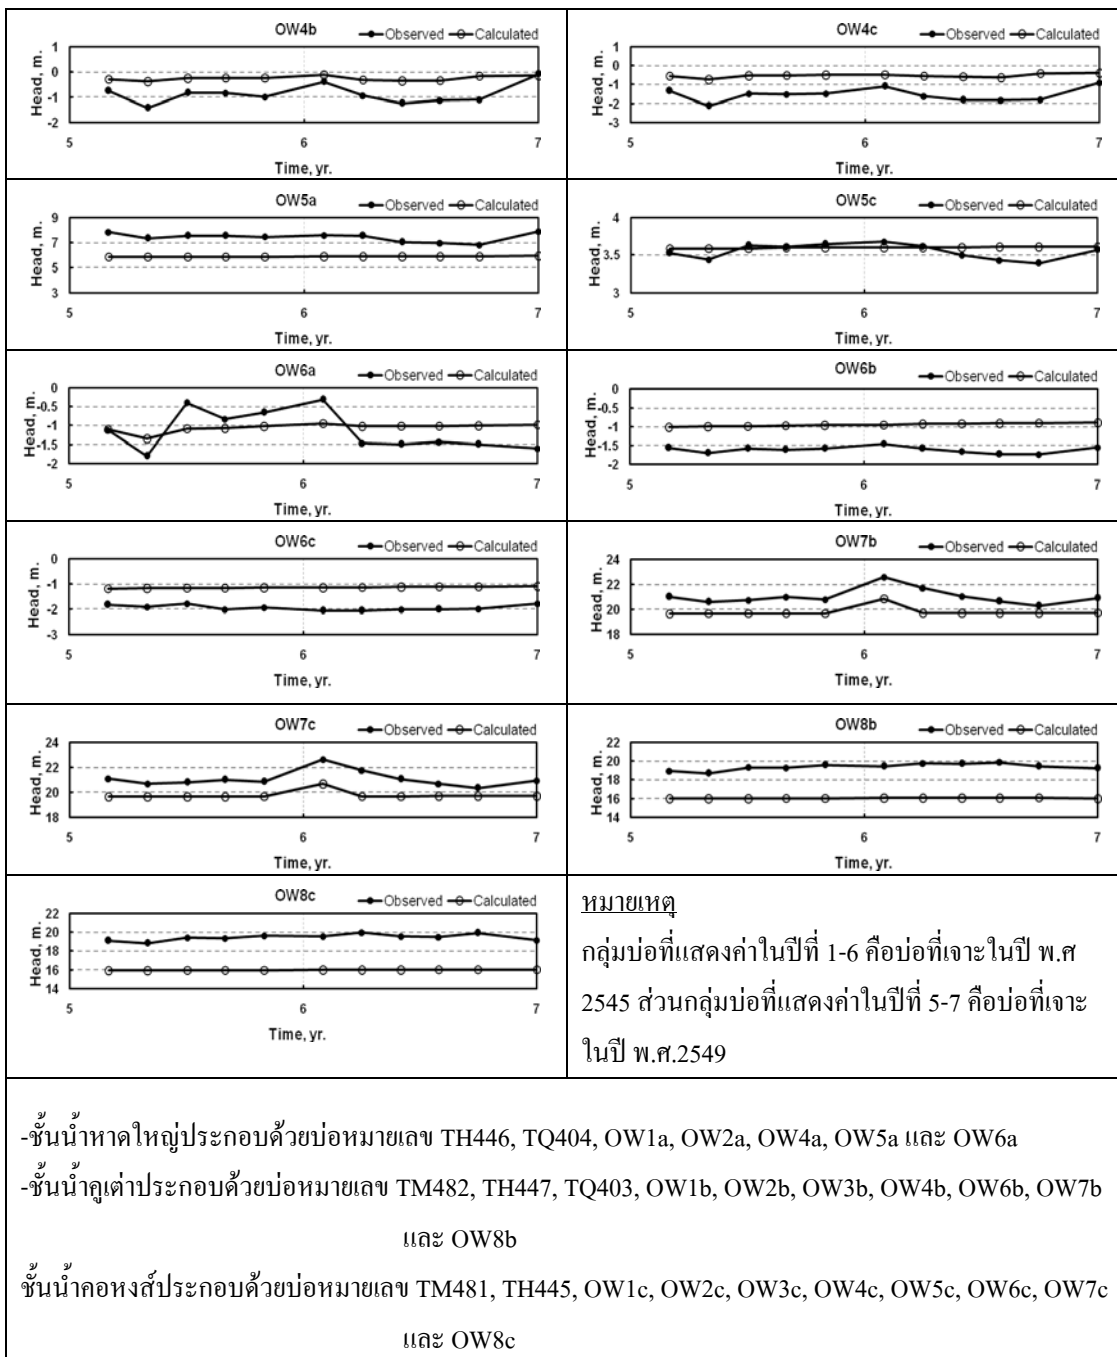 OW4b
Observed Calculated
Head, m.
1
0
-1
-2
5 6 7
Time, yr.
OW4c
Observed Calculated
Head, m.
1
0
-1
-2
-3
5 6 7
Time, yr.
OW5a
Observed Calculated
Head, m.
9
7
5
3
5 6 7
Time, yr.
OW5c
Observed Calculated
Head, m.
4
3.5
3
5 6 7
Time, yr.
OW6a
Observed Calculated
Head, m.
0
-0.5
-1
-1.5
-2
5 6 7
Time, yr.
OW6b
Observed Calculated
Head, m.
0
-0.5
-1
-1.5
-2
5 6 7
Time, yr.
OW6c
Observed Calculated
Head, m.
0
-1
-2
-3
5 6 7
Time, yr.
OW7b
Observed Calculated
Head, m.
24
22
20
18
5 6 7
Time, yr.
OW7c
Observed Calculated
Head, m.
24
22
20
18
5 6 7
Time, yr.
OW8b
Observed Calculated
Head, m.
22
20
18
16
14
5 6 7
Time, yr.
OW8c
Observed Calculated
Head, m.
22
20
18
16
14
5 6 7
Time, yr.
หมายเหตุ
กลุ่มบ่อที่แสดงค่าในปีที่ 1-6 คือบ่อที่เจาะในปี พ.ศ
2545 ส่วนกลุ่มบ่อที่แสดงค่าในปีที่ 5-7 คือบ่อที่เจาะ
ในปี พ.ศ.2549
-ชั้นน้ำหาดใหญ่ประกอบด้วยบ่อหมายเลข TH446, TQ404, OW1a, OW2a, OW4a, OW5a และ OW6a
-ชั้นน้ำคูเต่าประกอบด้วยบ่อหมายเลข TM482, TH447, TQ403, OW1b, OW2b, OW3b, OW4b, OW6b, OW7b
และ OW8b
ชั้นน้ำคอหงส์ประกอบด้วยบ่อหมายเลข TM481, TH445, OW1c, OW2c, OW3c, OW4c, OW5c, OW6c, OW7c
และ OW8c